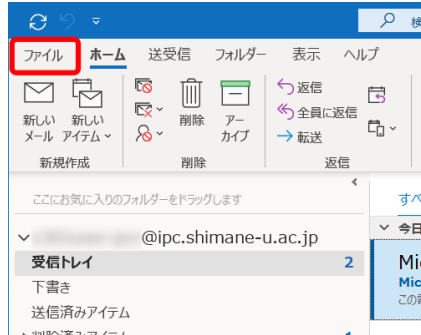 検
ファイル ホーム 送受信 フォルダー 表示 ヘルプ
新しい メール
新しい アイテム
削除
アー カイブ
返信
全員に返信
転送
新規作成 削除 返信
ここにお気に入りのフォルダーをドラッグします
すべ
@ipc.shimane-u.ac.jp
今日
受信トレイ 2
Mic
Mic
この
下書き
送信済みアイテム